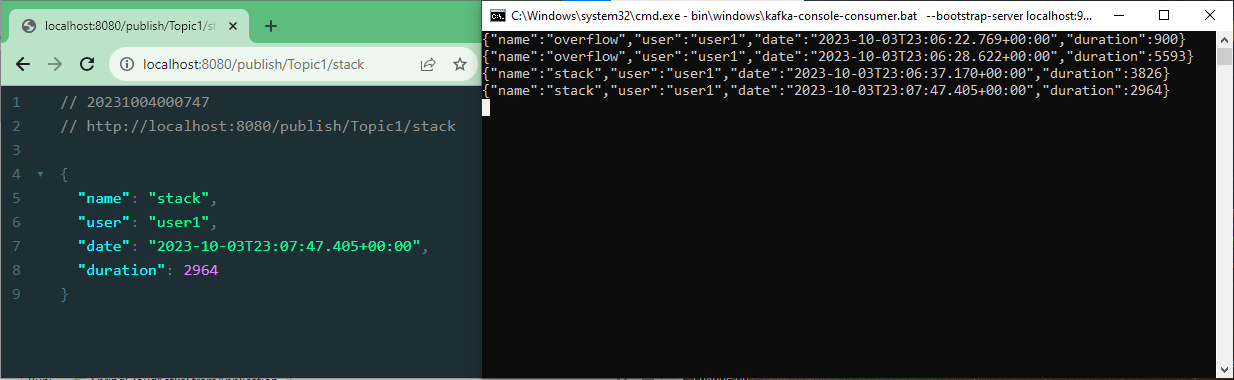 localhost:8080/publish/Topic1/st
localhost:8080/publish/Topic1/stack
1 // 20231004000747
2 // http://localhost:8080/publish/Topic1/stack
3
4 {
5 "name": "stack",
6 "user": "user1",
7 "date": "2023-10-03T23:07:47.405+00:00",
8 "duration": 2964
9 }
C:\Windows\system32\cmd.exe - bin\windows\kafka-console-consumer.bat --bootstrap-server localhost:9...
{"name":"overflow","user":"user1","date":"2023-10-03T23:06:22.769+00:00","duration":900}
{"name":"overflow","user":"user1","date":"2023-10-03T23:06:28.622+00:00","duration":5593}
{"name":"stack","user":"user1","date":"2023-10-03T23:06:37.170+00:00","duration":3826}
{"name":"stack","user":"user1","date":"2023-10-03T23:07:47.405+00:00","duration":2964}